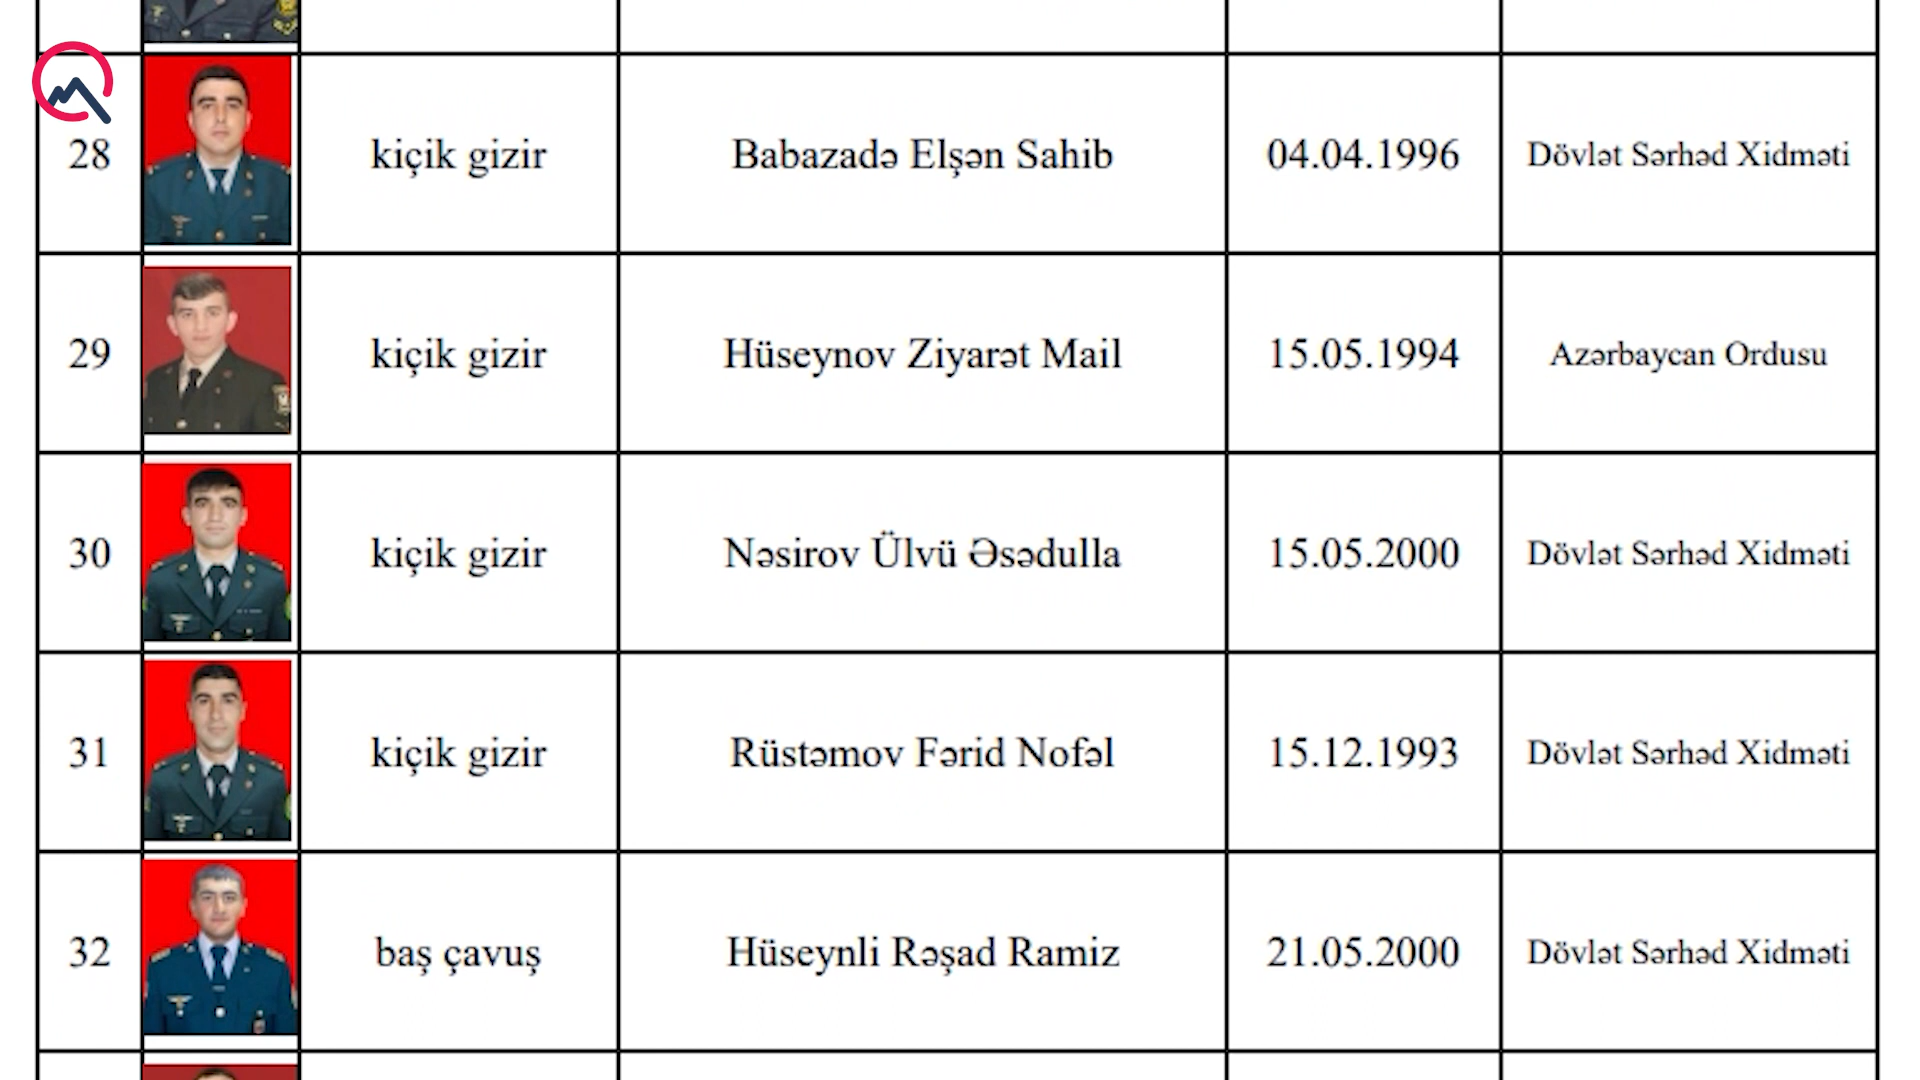 28 kiçik gizir Babazadə Elşən Sahib 04.04.1996 Dövlət Sərhəd Xidməti
29 kiçik gizir Hüseynov Ziyarət Mail 15.05.1994 Azərbaycan Ordusu
30 kiçik gizir Nəsirov Ülvü Əsədulla 15.05.2000 Dövlət Sərhəd Xidməti
31 kiçik gizir Rüstəmov Fərid Nofəl 15.12.1993 Dövlət Sərhəd Xidməti
32 baş çavuş Hüseynli Rəşad Ramiz 21.05.2000 Dövlət Sərhəd Xidməti